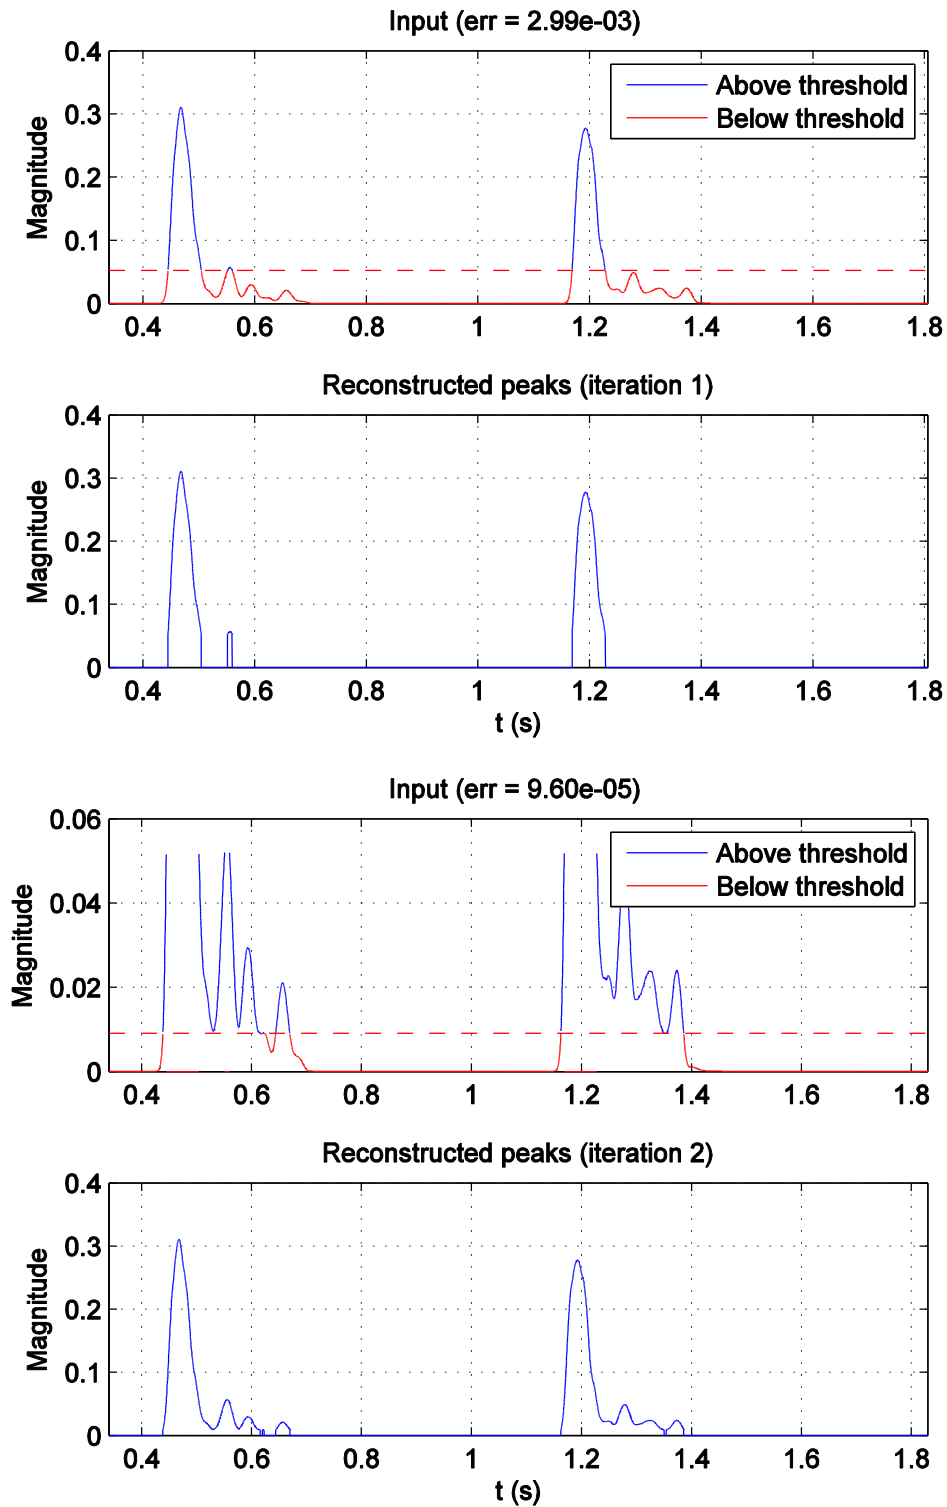 Input (err = 2.99e-03)
0.4
0.3
0.2
0.1
0
Magnitude
Above threshold
Below threshold
0.4 0.6 0.8 1 1.2 1.4 1.6 1.8
Reconstructed peaks (iteration 1)
0.4
0.3
0.2
0.1
0
Magnitude
0.4 0.6 0.8 1 1.2 1.4 1.6 1.8
t (s)
Input (err = 9.60e-05)
0.06
0.04
0.02
0
Magnitude
Above threshold
Below threshold
0.4 0.6 0.8 1 1.2 1.4 1.6 1.8
Reconstructed peaks (iteration 2)
0.4
0.3
0.2
0.1
0
Magnitude
0.4 0.6 0.8 1 1.2 1.4 1.6 1.8
t (s)